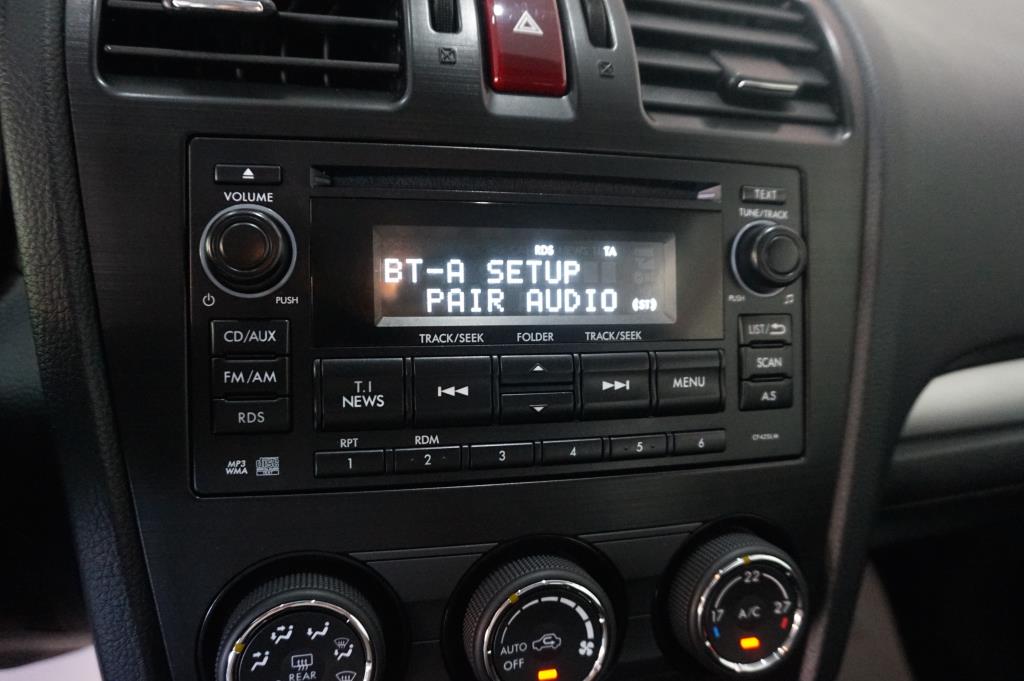 VOLUME
PUSH
TEXT
TUNE/TRACK
PUSH
RDS TA
BT-A SETUP
PAIR AUDIO (ST)
TRACK/SEEK FOLDER TRACK/SEEK
CD/AUX
FM/AM
RDS
T.I
NEWS
MENU
LIST/
SCAN
A.S
RPT RDM
1 2 3 4 5 6
MP3
WMA
AUTO
OFF
REAR
17 22 27
A/C